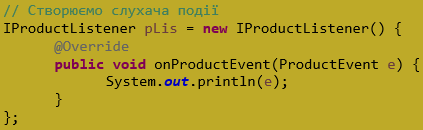 // Створюємо слухача події
IProductListener pLis = new IProductListener() {
@Override
public void onProductEvent(ProductEvent e) {
System.out.println(e);
}
};